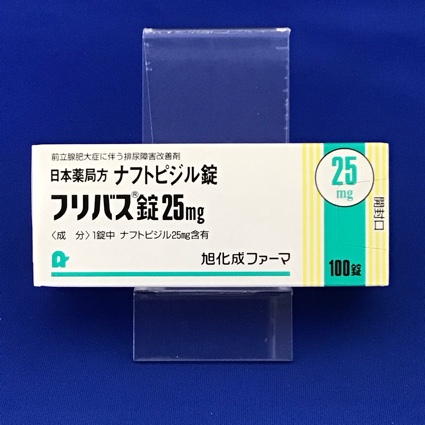 前立腺肥大症に伴う排尿障害改善剤
日本薬局方 ナフトピジル錠
フリバス®錠25mg
〈成 分〉1錠中 ナフトピジル25mg含有
旭化成ファーマ
25
mg
開封口
100錠